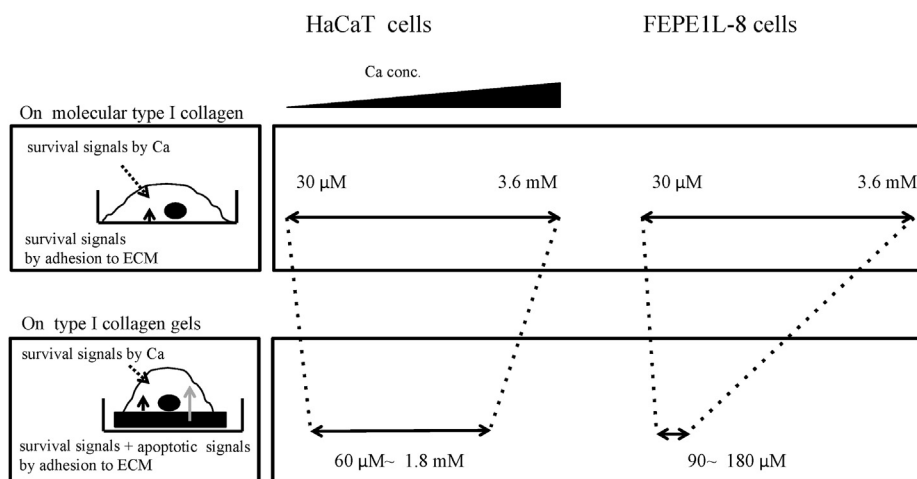 HaCaT cells
FEPE1L-8 cells
Ca conc.
On molecular type I collagen
survival signals by Ca
survival signals
by adhesion to ECM
30 µM
3.6 mM
30 µM
3.6 mM
On type I collagen gels
survival signals by Ca
survival signals + apoptotic signals
by adhesion to ECM
60 µM~ 1.8 mM
90~ 180 µM